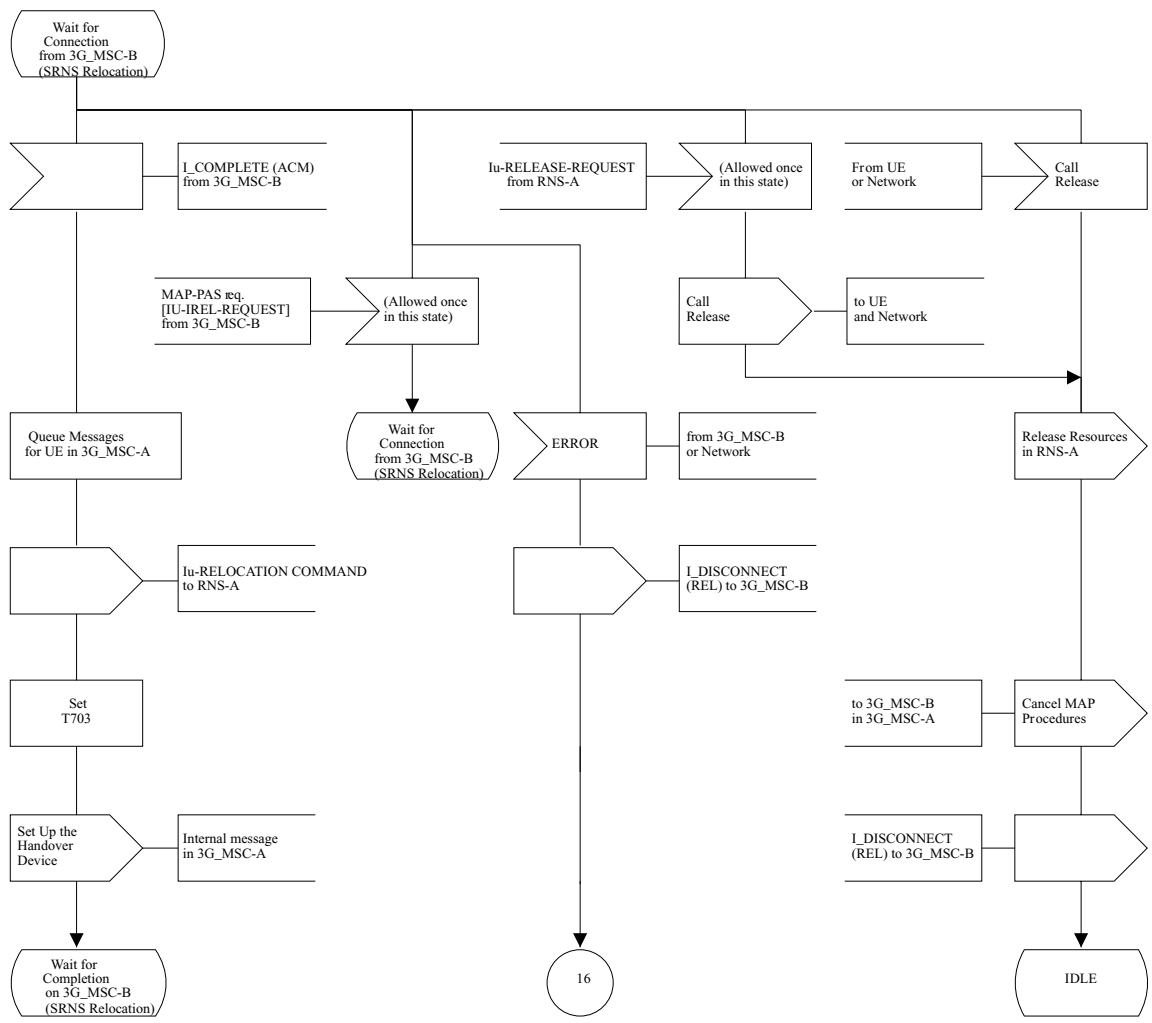 Wait for
Connection
from 3G_MSC-B
(SRNS Relocation)
I_COMPLETE (ACM)
from 3G_MSC-B
Iu-RELEASE-REQUEST
from RNS-A
(Allowed once
in this state)
From UE
or Network
Call
Release
MAP-PAS req.
[IU-IREL-REQUEST]
from 3G_MSC-B
(Allowed once
in this state)
Call
Release
to UE
and Network
Queue Messages
for UE in 3G_MSC-A
Wait for
Connection
from 3G_MSC-B
(SRNS Relocation)
ERROR
from 3G_MSC-B
or Network
Release Resources
in RNS-A
Iu-RELOCATION COMMAND
to RNS-A
I_DISCONNECT
(REL) to 3G_MSC-B
Set
T703
to 3G_MSC-B
in 3G_MSC-A
Cancel MAP
Procedures
Set Up the
Handover
Device
Internal message
in 3G_MSC-A
I_DISCONNECT
(REL) to 3G_MSC-B
Wait for
Completion
on 3G_MSC-B
(SRNS Relocation)
16
IDLE